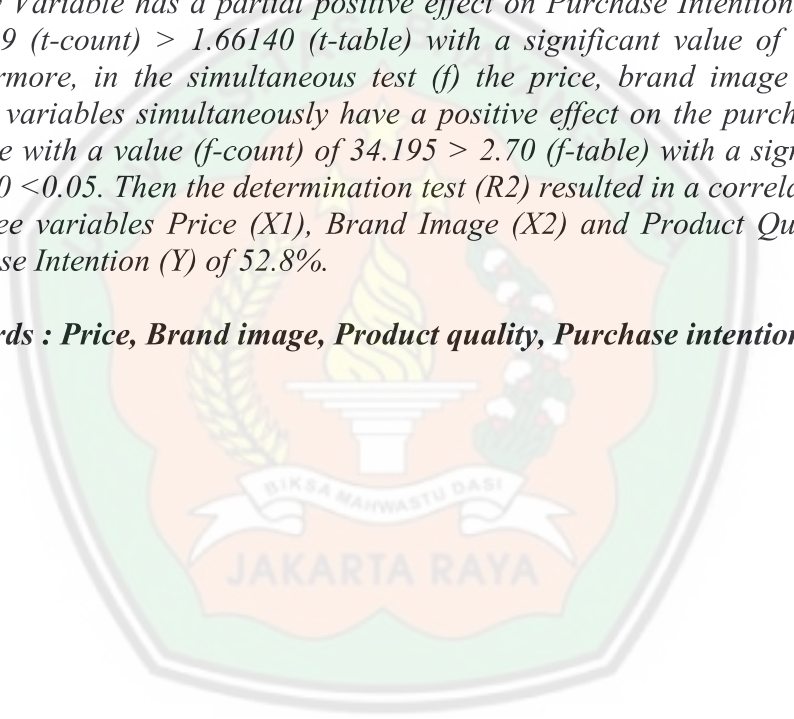 Variable has a partial positive effect on Purchase Intention
9 (t-count) > 1.66140 (t-table) with a significant value of
rmore, in the simultaneous test (f) the price, brand image
variables simultaneously have a positive effect on the purch
e with a value (f-count) of 34.195 > 2.70 (f-table) with a sign
0 <0.05. Then the determination test (R2) resulted in a correla
ee variables Price (X1), Brand Image (X2) and Product Qu
se Intention (Y) of 52.8%.
rds : Price, Brand image, Product quality, Purchase intention
BIKSA MAHWASTU DASI
JAKARTA RAYA